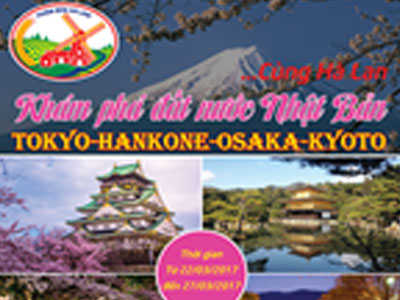 ...Cùng Hà Lan
Khám phá đất nước Nhật Bản
TOKYO-HANKONE-OSAKA-KYOTO
Thời gian
Từ 22/03/2017
đến 27/03/2017